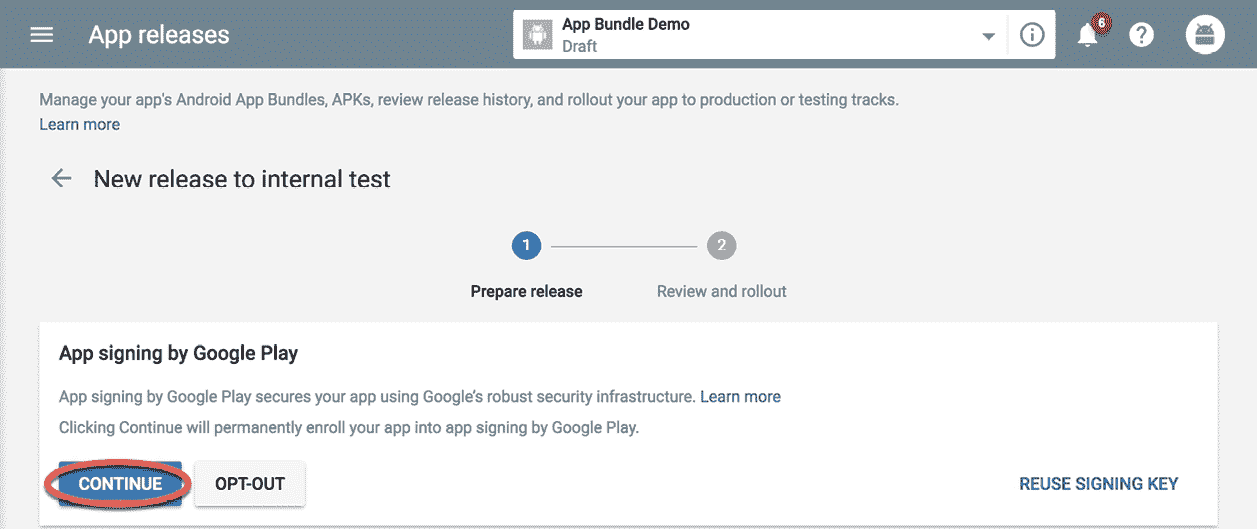 App releases
App Bundle Demo
Draft
6
Manage your app's Android App Bundles, APKs, review release history, and rollout your app to production or testing tracks.
Learn more
New release to internal test
1
2
Prepare release
Review and rollout
App signing by Google Play
App signing by Google Play secures your app using Google’s robust security infrastructure. Learn more
Clicking Continue will permanently enroll your app into app signing by Google Play.
CONTINUE
OPT-OUT
REUSE SIGNING KEY